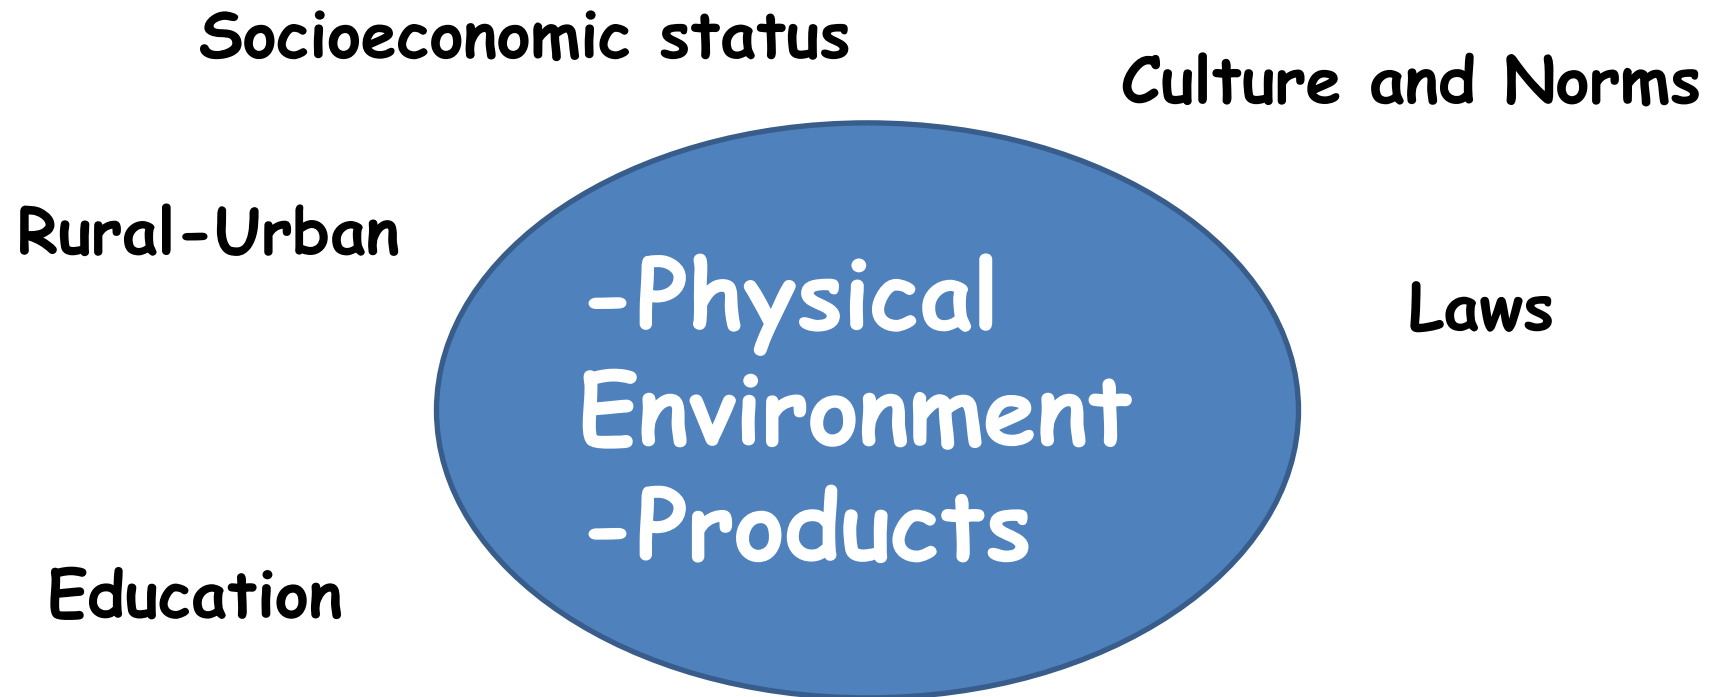 Socioeconomic status
Culture and Norms
Rural-Urban
-Physical
Environment
-Products
Laws
Education